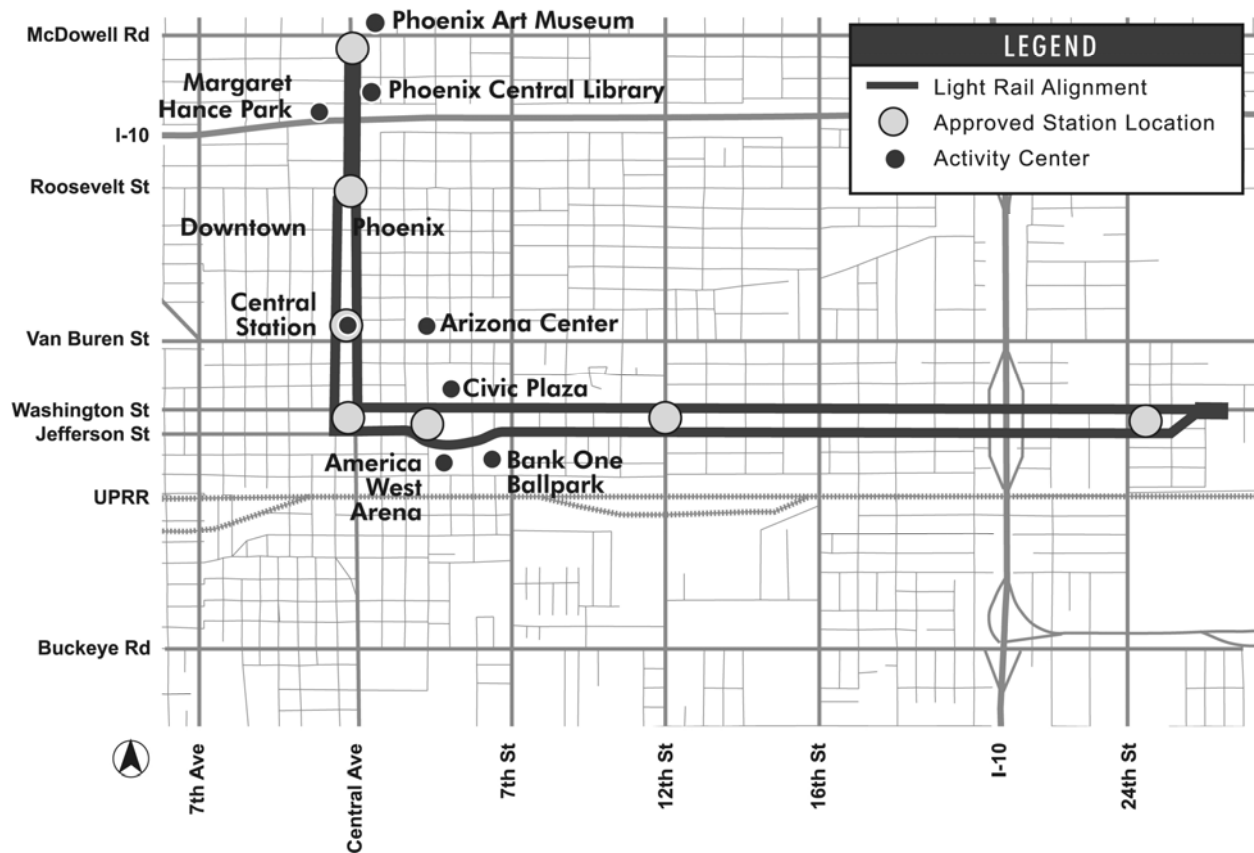 McDowell Rd
Phoenix Art Museum
LEGEND
Light Rail Alignment
Approved Station Location
Activity Center
Margaret
Hance Park
Phoenix Central Library
I-10
Roosevelt St
Downtown Phoenix
Central
Station
Arizona Center
Van Buren St
Civic Plaza
Washington St
Jefferson St
America
West
Arena
Bank One
Ballpark
UPRR
Buckeye Rd
7th Ave
Central Ave
7th St
12th St
16th St
I-10
24th St